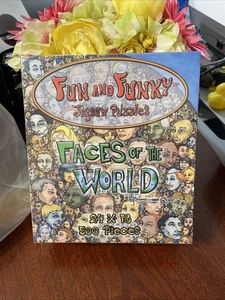 Fun and Funky
Jigsaw Puzzles
Faces of the
World
24 X 18
500 Pieces